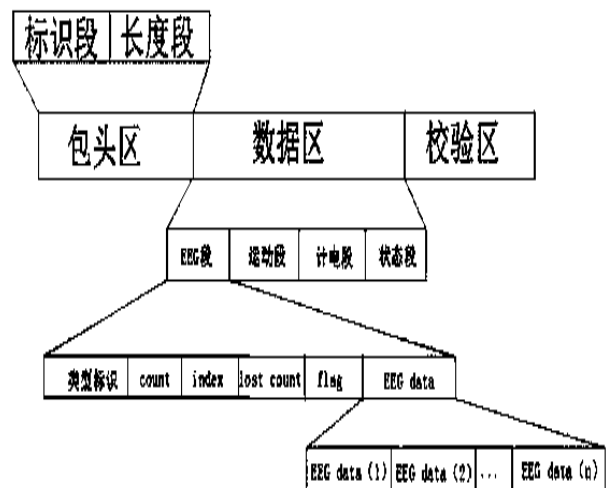 标识段 长度段
包头区 数据区 校验区
EEG段 运动段 计电段 状态段
类型标识 count index lost count flag EEG data
EEG data (1) EEG data (2) ... EEG data (n)